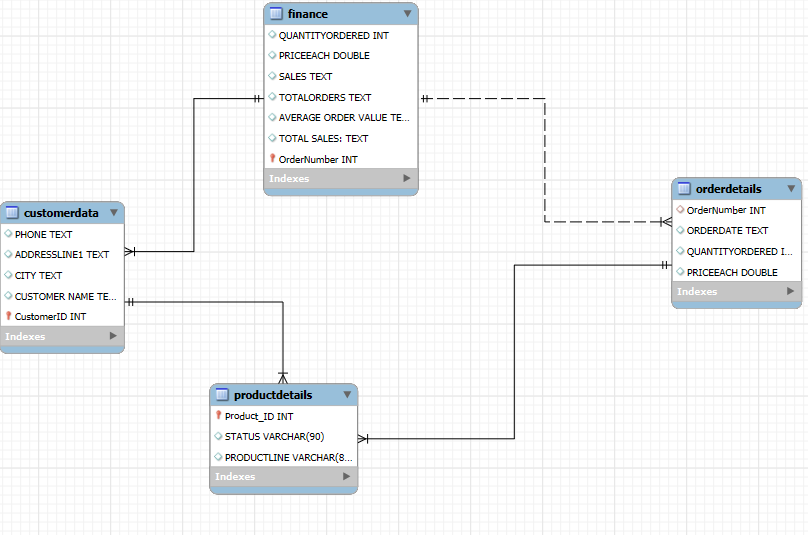 finance
QUANTITYORDERED INT
PRICEEACH DOUBLE
SALES TEXT
TOTALORDERS TEXT
AVERAGE ORDER VALUE TE...
TOTAL SALES: TEXT
OrderNumber INT
Indexes
customerdata
PHONE TEXT
ADDRESSLINE1 TEXT
CITY TEXT
CUSTOMER NAME TE...
CustomerID INT
Indexes
orderdetails
OrderNumber INT
ORDERDATE TEXT
QUANTITYORDERED I...
PRICEEACH DOUBLE
Indexes
productdetails
Product_ID INT
STATUS VARCHAR(90)
PRODUCTLINE VARCHAR(8...
Indexes